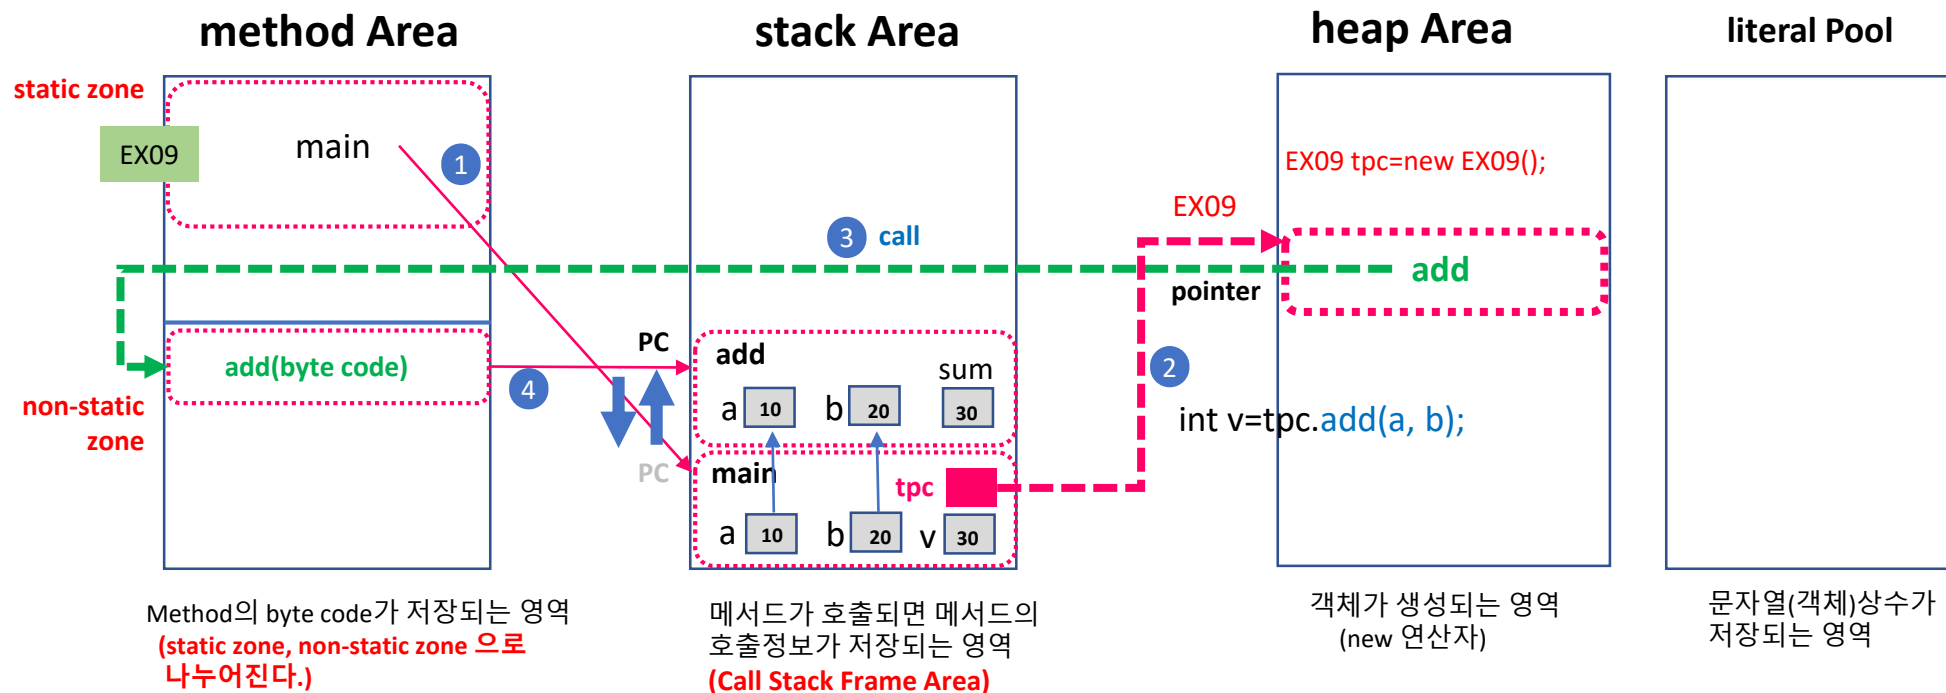 method Area
stack Area
heap Area
literal Pool
static zone
EX09
main
1
EX09 tpc=new EX09();
EX09
3 call
add
pointer
PC
add
sum
add(byte code)
4
2
a 10 b 20 30
non-static
zone
int v=tpc.add(a, b);
PC
main
tpc
a 10 b 20 v 30
Method의 byte code가 저장되는 영역
(static zone, non-static zone 으로
나누어진다.)
메서드가 호출되면 메서드의
호출정보가 저장되는 영역
(Call Stack Frame Area)
객체가 생성되는 영역
(new 연산자)
문자열(객체)상수가
저장되는 영역